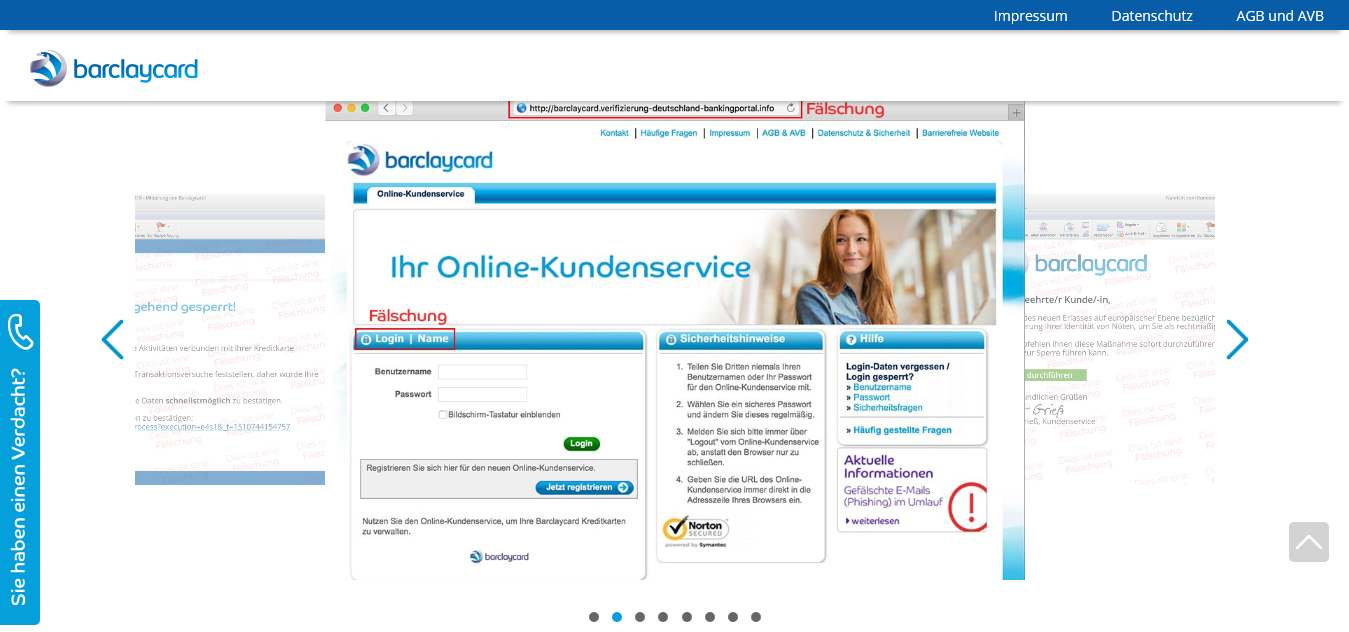 Impressum Datenschutz AGB und AVB
barclaycard
http://barclaycard.verifizierung-deutschland-bankingportal.info Fälschung
Kontakt | Häufige Fragen | Impressum | AGB & AVB | Datenschutz & Sicherheit | Barrierefreie Website
barclaycard
Online-Kundenservice
Ihr Online-Kundenservice
Fälschung
Login | Name
Benutzername
Passwort
Bildschirm-Tastatur einblenden
Login
Registrieren Sie sich hier für den neuen Online-Kundenservice.
Jetzt registrieren
Nutzen Sie den Online-Kundenservice, um Ihre Barclaycard Kreditkarten
zu verwalten.
barclaycard
Sicherheitshinweise
1. Teilen Sie Dritten niemals Ihren
Benutzernamen oder Ihr Passwort
für den Online-Kundenservice mit.
2. Wählen Sie ein sicheres Passwort
und ändern Sie dieses regelmäßig.
3. Melden Sie sich bitte immer über
"Logout" vom Online-Kundenservice
ab, anstatt den Browser nur zu
schließen.
4. Geben Sie die URL des Online-
Kundenservice immer direkt in die
Adresszeile Ihres Browsers ein.
Norton
SECURED
powered by Symantec
Hilfe
Login-Daten vergessen /
Login gesperrt?
» Benutzername
» Passwort
» Sicherheitsfragen
» Häufig gestellte Fragen
Aktuelle
Informationen
Gefälschte E-Mails
(Phishing) im Umlauf
weiterlesen
gehend gesperrt!
e Aktivitäten verbunden mit Ihrer Kreditkarte
Transaktionsversuche feststellen, daher wurde Ihre
e Daten schnellstmöglich zu bestätigen.
en zu bestätigen:
process?execution=e4s1&_t=1510744154757
barclaycard
eehrte/r Kunde/-in,
des neuen Erlasses auf europäischer Ebene bezüglich
erung Ihrer Identität von Nöten, um Sie als rechtmäßig
pfehlen Ihnen diese Maßnahme sofort durchzuführen
zur Sperre führen kann.
durchführen
undlichen Grüßen
eß, Kundenservice
Dies ist eine
Fälschung
Sie haben einen Verdacht?